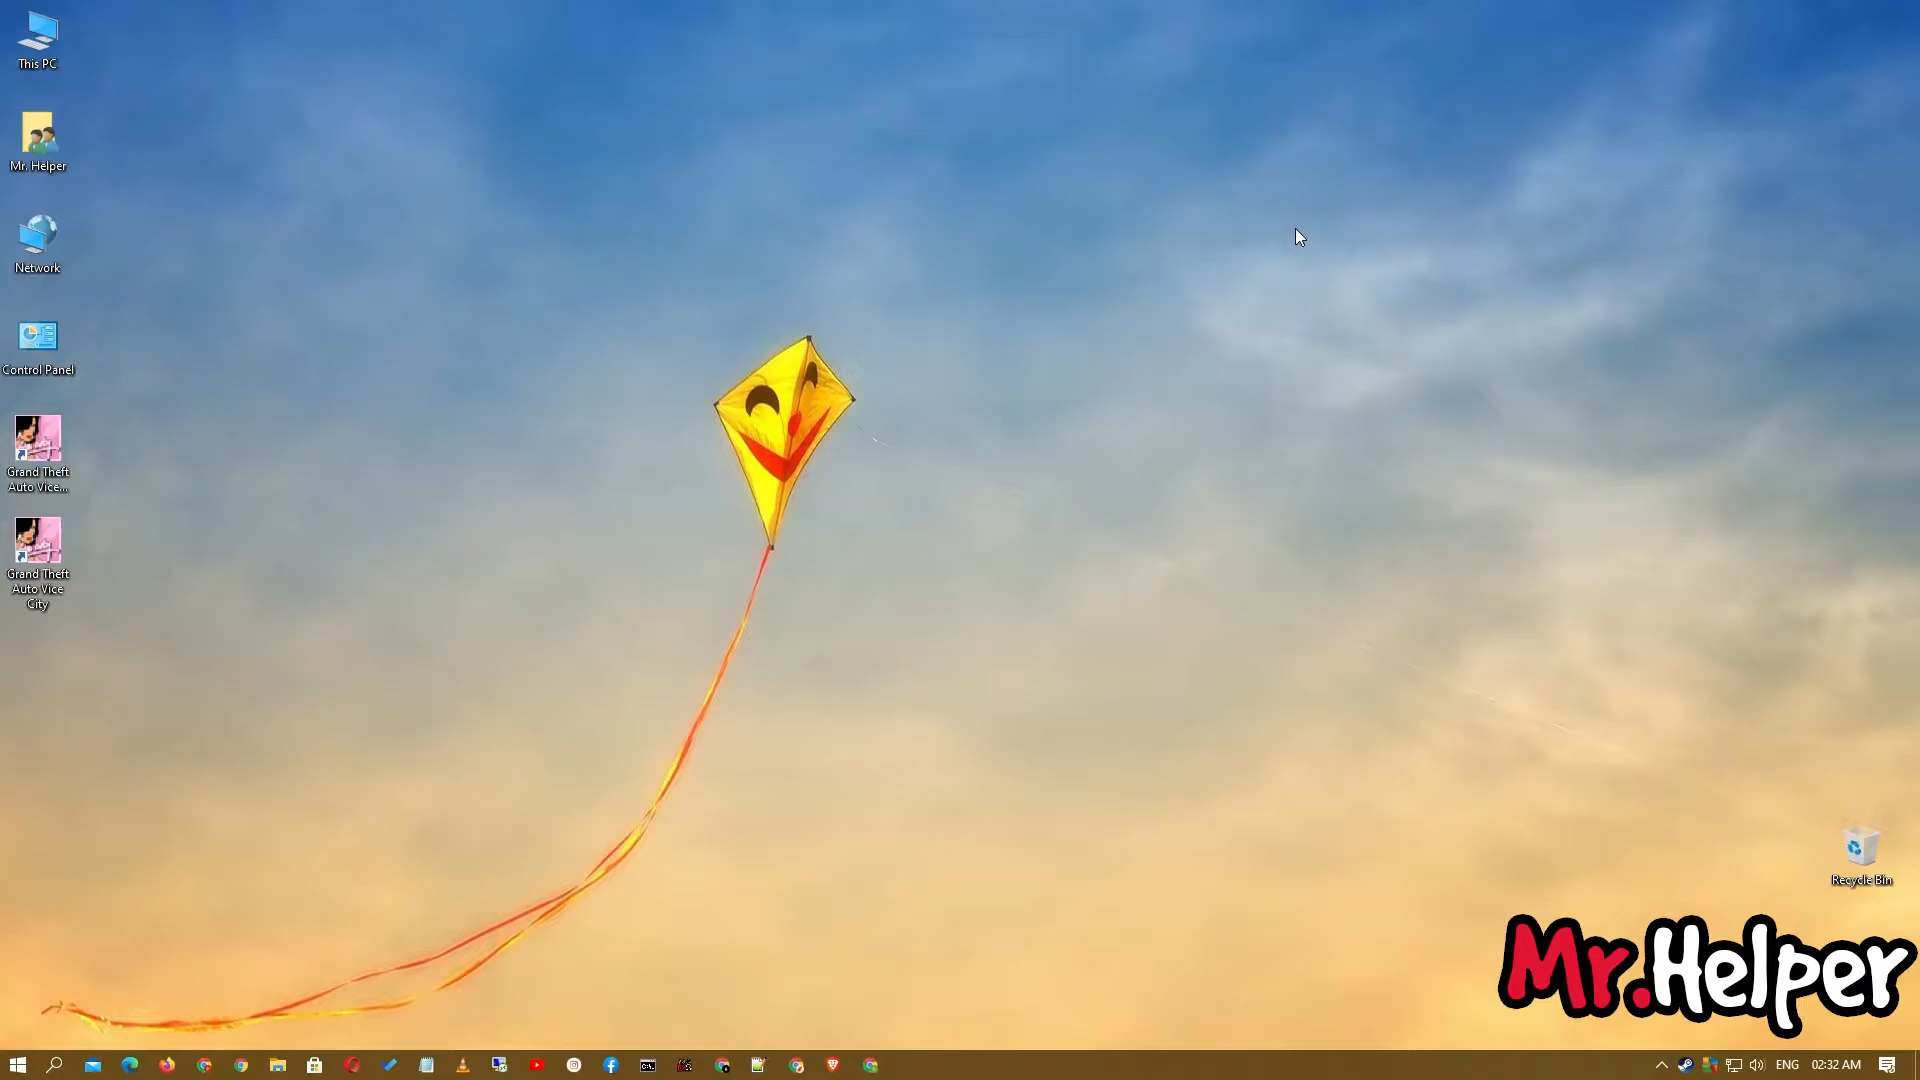 This PC
Mr. Helper
Network
Control Panel
Grand Theft
Auto Vice...
Grand Theft
Auto Vice
City
Recycle Bin
Mr.Helper
ENG
02:32 AM